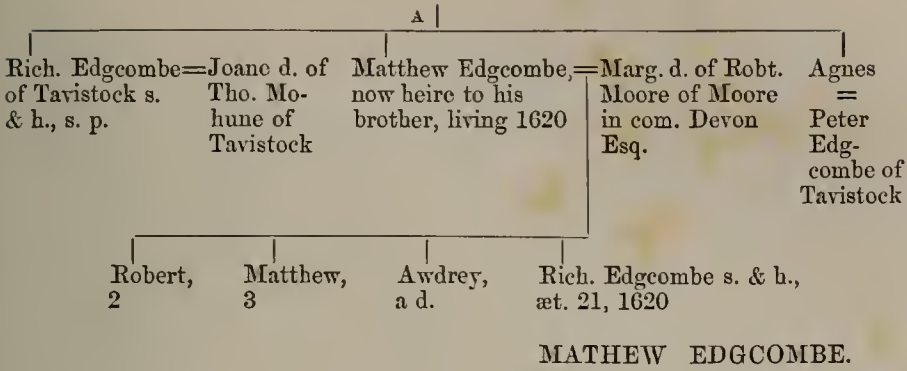 A
Rich. Edgcombe=Joane d. of
of Tavistock s. Tho. Mo-
& h., s. p. hune of
Tavistock
Matthew Edgcombe,=Marg. d. of Robt.
now heire to his Moore of Moore
brother, living 1620 in com. Devon
Esq.
Agnes
=
Peter
Edg-
combe of
Tavistock
Robert,
2
Matthew,
3
Awdrey,
a d.
Rich. Edgcombe s. & h.,
æt. 21, 1620
MATHEW EDGCOMBE.